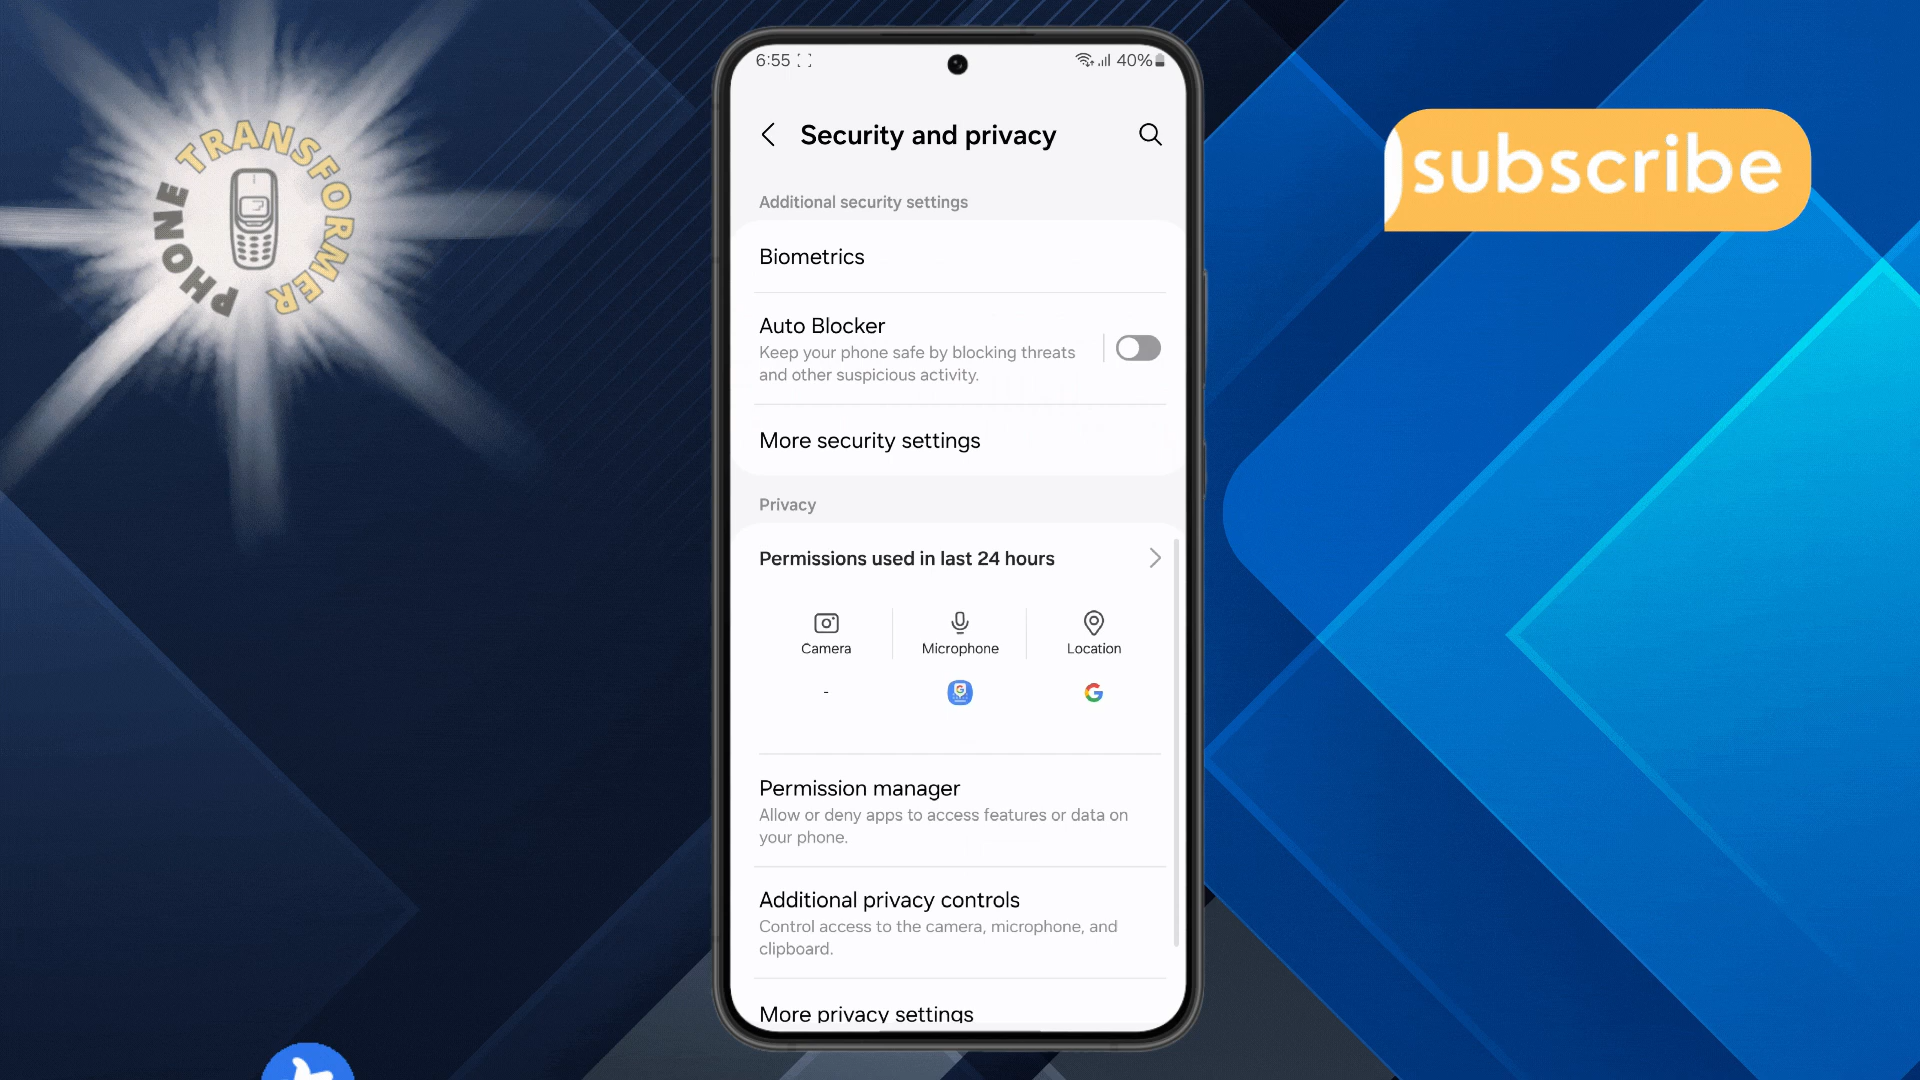 PHONE TRANSFORMER
6:55
40%
Security and privacy
subscribe
Additional security settings
Biometrics
Auto Blocker
Keep your phone safe by blocking threats
and other suspicious activity.
More security settings
Privacy
Permissions used in last 24 hours
Camera
Microphone
Location
-
G
G
Permission manager
Allow or deny apps to access features or data on
your phone.
Additional privacy controls
Control access to the camera, microphone, and
clipboard.
More privacy settings